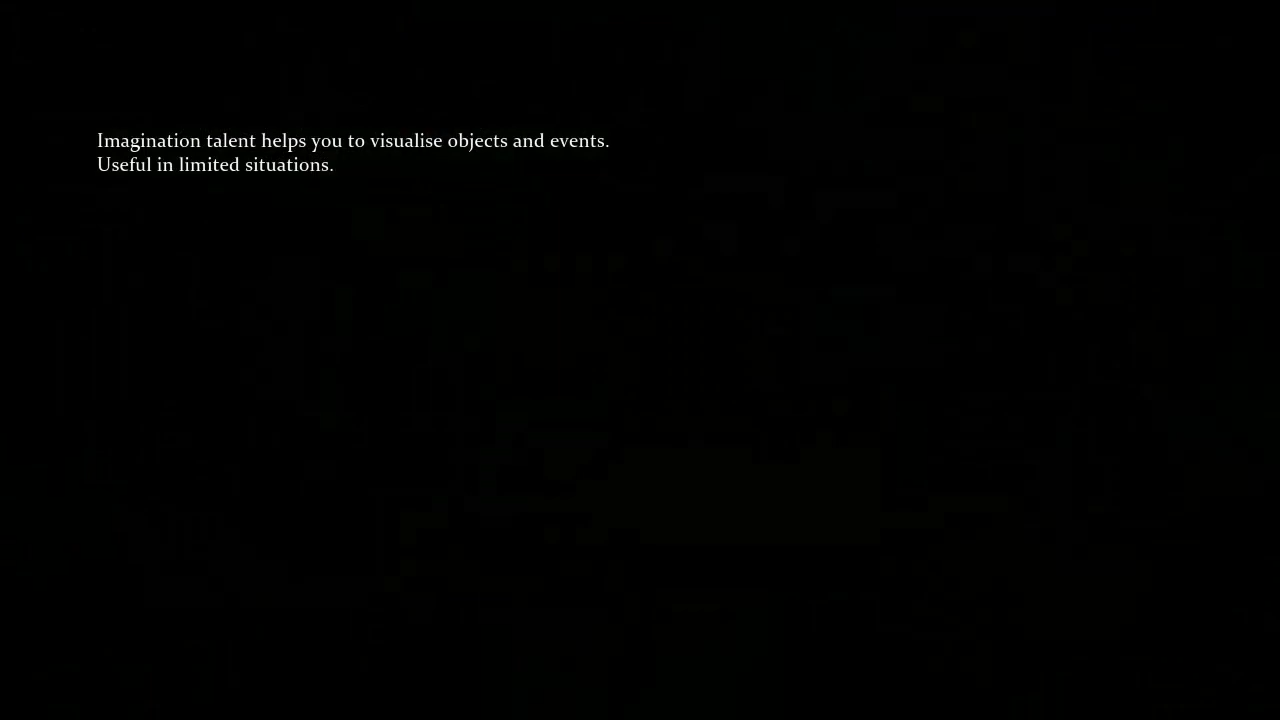 Imagination talent helps you to visualise objects and events.
Useful in limited situations.